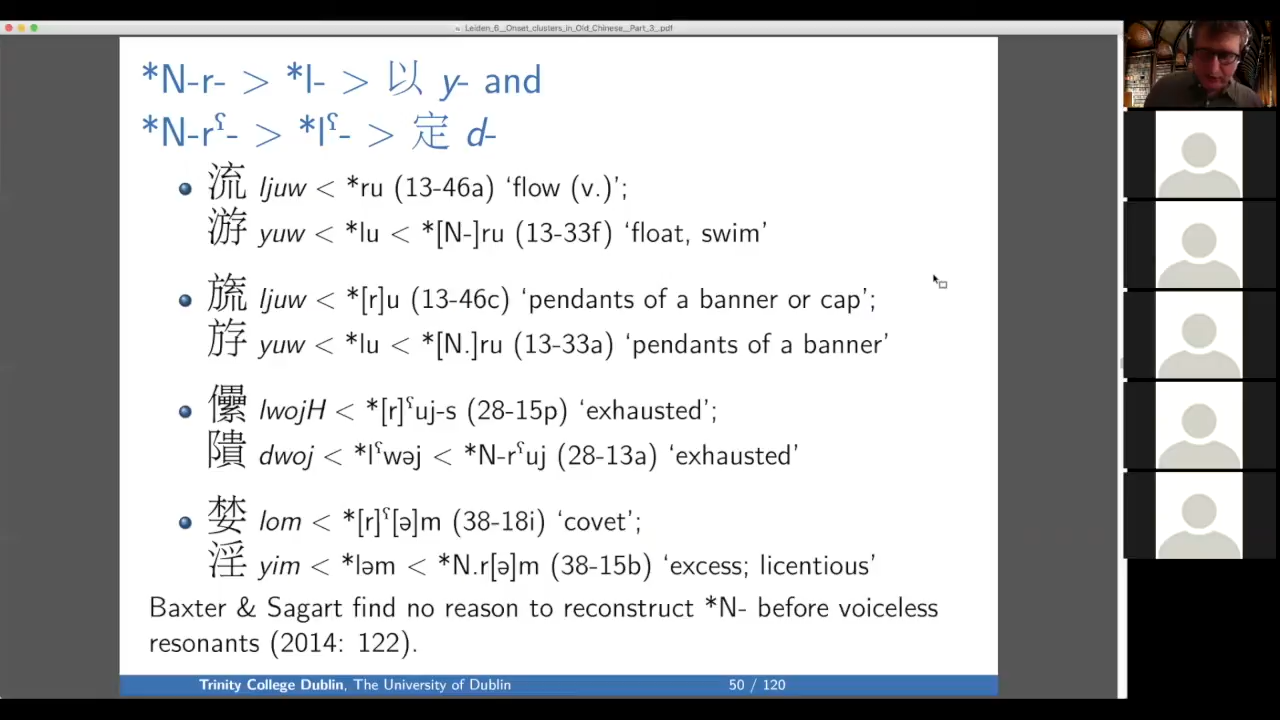 Leiden_6__Onset_clusters_in_Old_Chinese__Part_3_.pdf
*N-r- > *l- > 以 y- and
*N-rˤ- > *lˤ- > 定 d-
流 ljuw < *ru (13-46a) ‘flow (v.)’;
游 yuw < *lu < *[N-]ru (13-33f) ‘float, swim’
旒 ljuw < *[r]u (13-46c) ‘pendants of a banner or cap’;
斿 yuw < *lu < *[N.]ru (13-33a) ‘pendants of a banner’
儽 lwojH < *[r]ˤuj-s (28-15p) ‘exhausted’;
隤 dwoj < *lˤwəj < *N-rˤuj (28-13a) ‘exhausted’
婪 lom < *[r]ˤ[ə]m (38-18i) ‘covet’;
淫 yim < *ləm < *N.r[ə]m (38-15b) ‘excess; licentious’
Baxter & Sagart find no reason to reconstruct *N- before voiceless
resonants (2014: 122).
Trinity College Dublin, The University of Dublin 50 / 120